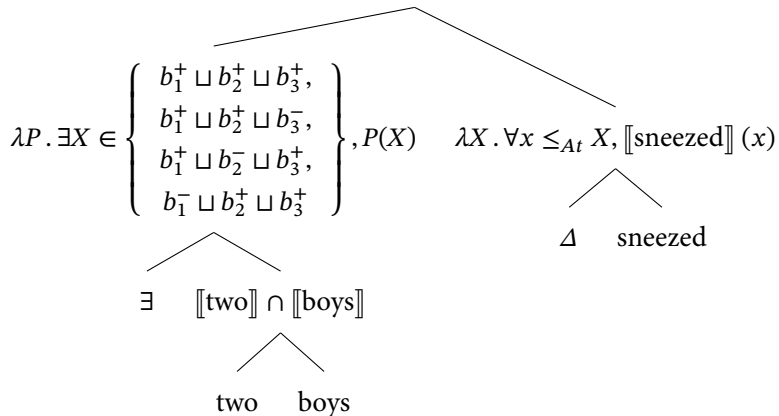 b₁⁺ ⊔ b₂⁺ ⊔ b₃⁺,
b₁⁺ ⊔ b₂⁺ ⊔ b₃⁻,
λP . ∃X ∈ { } , P(X) λX . ∀x ≤_At X, ⟦sneezed⟧ (x)
b₁⁺ ⊔ b₂⁻ ⊔ b₃⁺,
b₁⁻ ⊔ b₂⁺ ⊔ b₃⁺
Δ sneezed
∃ ⟦two⟧ ∩ ⟦boys⟧
two boys